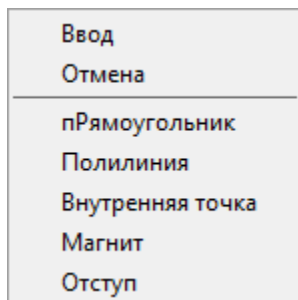 Ввод
Отмена
пРямоугольник
Полилиния
Внутренняя точка
Магнит
Отступ